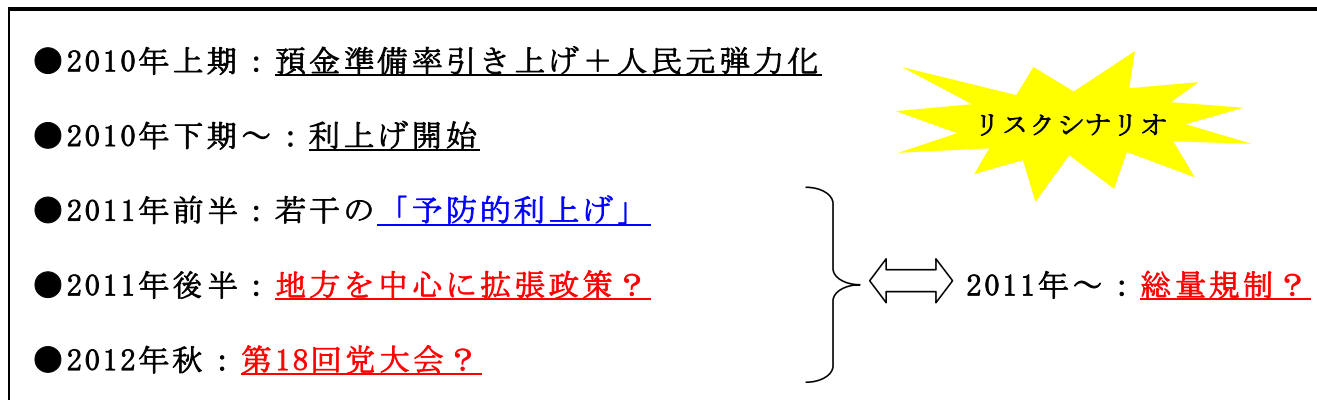 ●2010年上期：預金準備率引き上げ＋人民元弾力化
リスクシナリオ
●2010年下期～：利上げ開始
●2011年前半：若干の「予防的利上げ」
●2011年後半：地方を中心に拡張政策？
2011年～：総量規制？
●2012年秋：第18回党大会？